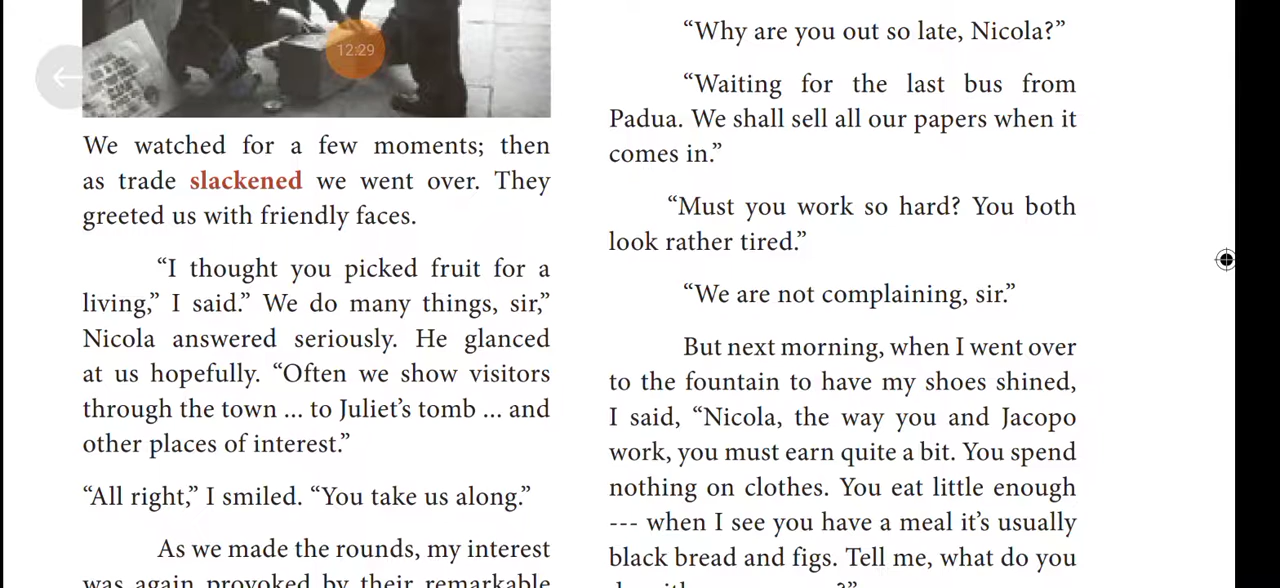 12:29
We watched for a few moments; then
as trade slackened we went over. They
greeted us with friendly faces.
“I thought you picked fruit for a
living,” I said.” We do many things, sir,”
Nicola answered seriously. He glanced
at us hopefully. “Often we show visitors
through the town ... to Juliet’s tomb ... and
other places of interest.”
“All right,” I smiled. “You take us along.”
As we made the rounds, my interest
was again provoked by their remarkable
“Why are you out so late, Nicola?”
“Waiting for the last bus from
Padua. We shall sell all our papers when it
comes in.”
“Must you work so hard? You both
look rather tired.”
“We are not complaining, sir.”
But next morning, when I went over
to the fountain to have my shoes shined,
I said, “Nicola, the way you and Jacopo
work, you must earn quite a bit. You spend
nothing on clothes. You eat little enough
--- when I see you have a meal it’s usually
black bread and figs. Tell me, what do you